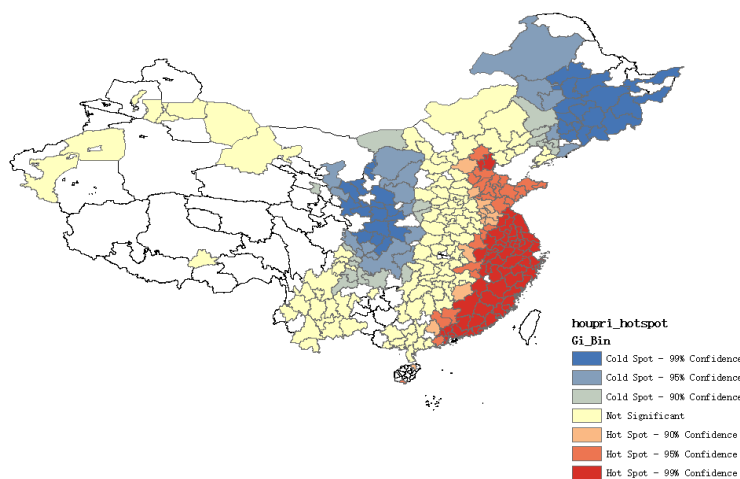 houpri_hotspot
Gi_Bin
Cold Spot - 99% Confidence
Cold Spot - 95% Confidence
Cold Spot - 90% Confidence
Not Significant
Hot Spot - 90% Confidence
Hot Spot - 95% Confidence
Hot Spot - 99% Confidence